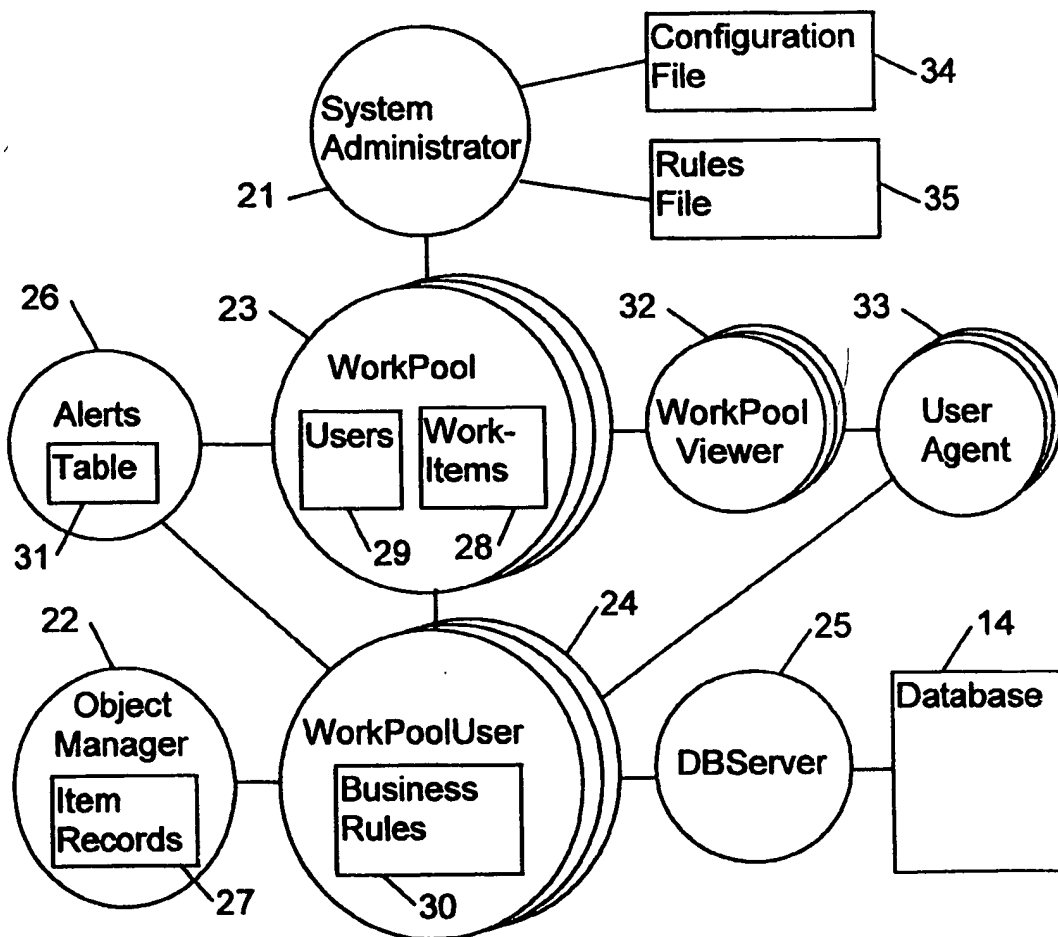 Configuration
File
34
System
Administrator
21
Rules
File
35
26
23
32
33
WorkPool
Alerts
Table
Users
Work-
Items
WorkPool
Viewer
User
Agent
31
29
28
22
24
25
14
Object
Manager
Item
Records
27
WorkPoolUser
Business
Rules
30
DBServer
Database